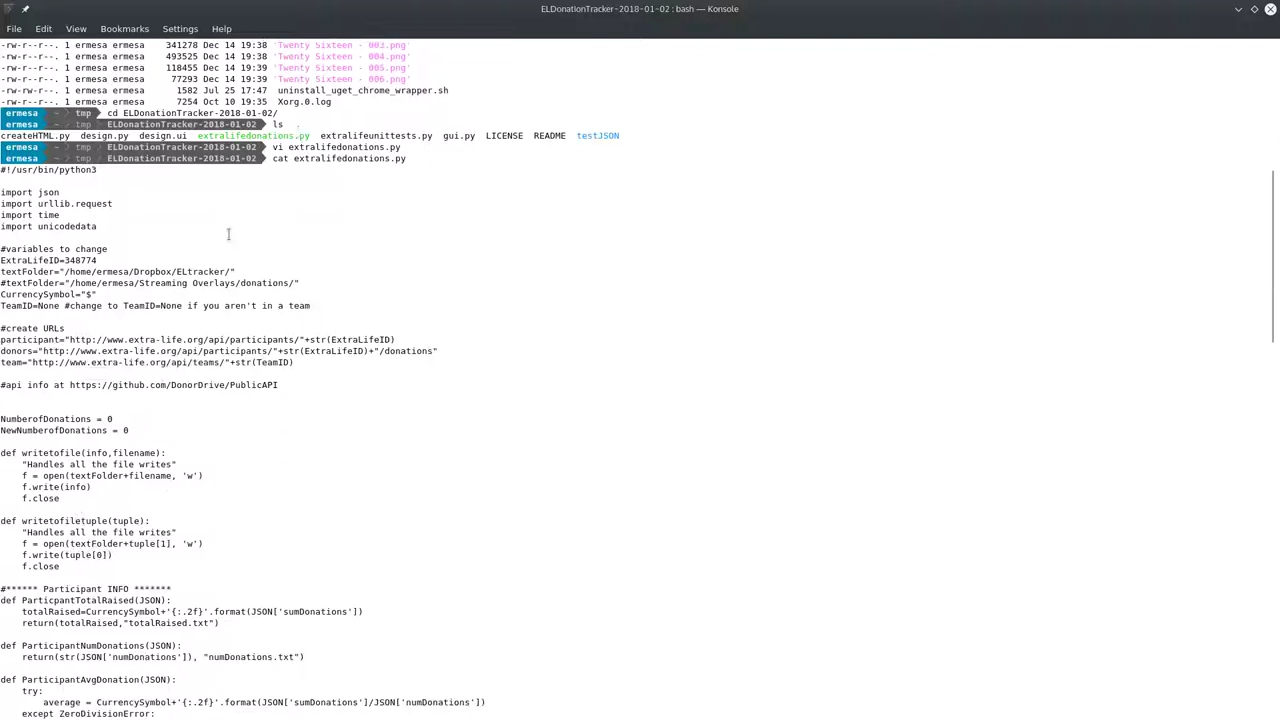 ELDonationTracker-2018-01-02 : bash — Konsole
File Edit View Bookmarks Settings Help
-rw-r--r--. 1 ermesa ermesa 341278 Dec 14 19:38 'Twenty Sixteen - 003.png'
-rw-r--r--. 1 ermesa ermesa 493525 Dec 14 19:38 'Twenty Sixteen - 004.png'
-rw-r--r--. 1 ermesa ermesa 118455 Dec 14 19:39 'Twenty Sixteen - 005.png'
-rw-r--r--. 1 ermesa ermesa 77293 Dec 14 19:39 'Twenty Sixteen - 006.png'
-rw-r--r--. 1 ermesa ermesa 1582 Jul 25 17:47 uninstall_uget_chrome_wrapper.sh
-rw-r--r--. 1 ermesa ermesa 7254 Oct 10 19:35 Xorg.0.log
ermesa ~ tmp cd ELDonationTracker-2018-01-02/
ermesa ~ tmp ELDonationTracker-2018-01-02 ls
createHTML.py design.py design.ui extralifedonations.py extralifeunittests.py gui.py LICENSE README testJSON
ermesa ~ tmp ELDonationTracker-2018-01-02 vi extralifedonations.py
ermesa ~ tmp ELDonationTracker-2018-01-02 cat extralifedonations.py
#!/usr/bin/python3
import json
import urllib.request
import time
import unicodedata
#variables to change
ExtraLifeID=348774
textFolder="/home/ermesa/Dropbox/ELtracker/"
#textFolder="/home/ermesa/Streaming Overlays/donations/"
CurrencySymbol="$"
TeamID=None #change to TeamID=None if you aren't in a team
#create URLs
participant="http://www.extra-life.org/api/participants/"+str(ExtraLifeID)
donors="http://www.extra-life.org/api/participants/"+str(ExtraLifeID)+"/donations"
team="http://www.extra-life.org/api/teams/"+str(TeamID)
#api info at https://github.com/DonorDrive/PublicAPI
NumberofDonations = 0
NewNumberofDonations = 0
def writetofile(info,filename):
"Handles all the file writes"
f = open(textFolder+filename, 'w')
f.write(info)
f.close
def writetofiletuple(tuple):
"Handles all the file writes"
f = open(textFolder+tuple[1], 'w')
f.write(tuple[0])
f.close
#****** Participant INFO *******
def ParticpantTotalRaised(JSON):
totalRaised=CurrencySymbol+'{:.2f}'.format(JSON['sumDonations'])
return(totalRaised,"totalRaised.txt")
def ParticipantNumDonations(JSON):
return(str(JSON['numDonations']), "numDonations.txt")
def ParticipantAvgDonation(JSON):
try:
average = CurrencySymbol+'{:.2f}'.format(JSON['sumDonations']/JSON['numDonations'])
except ZeroDivisionError: